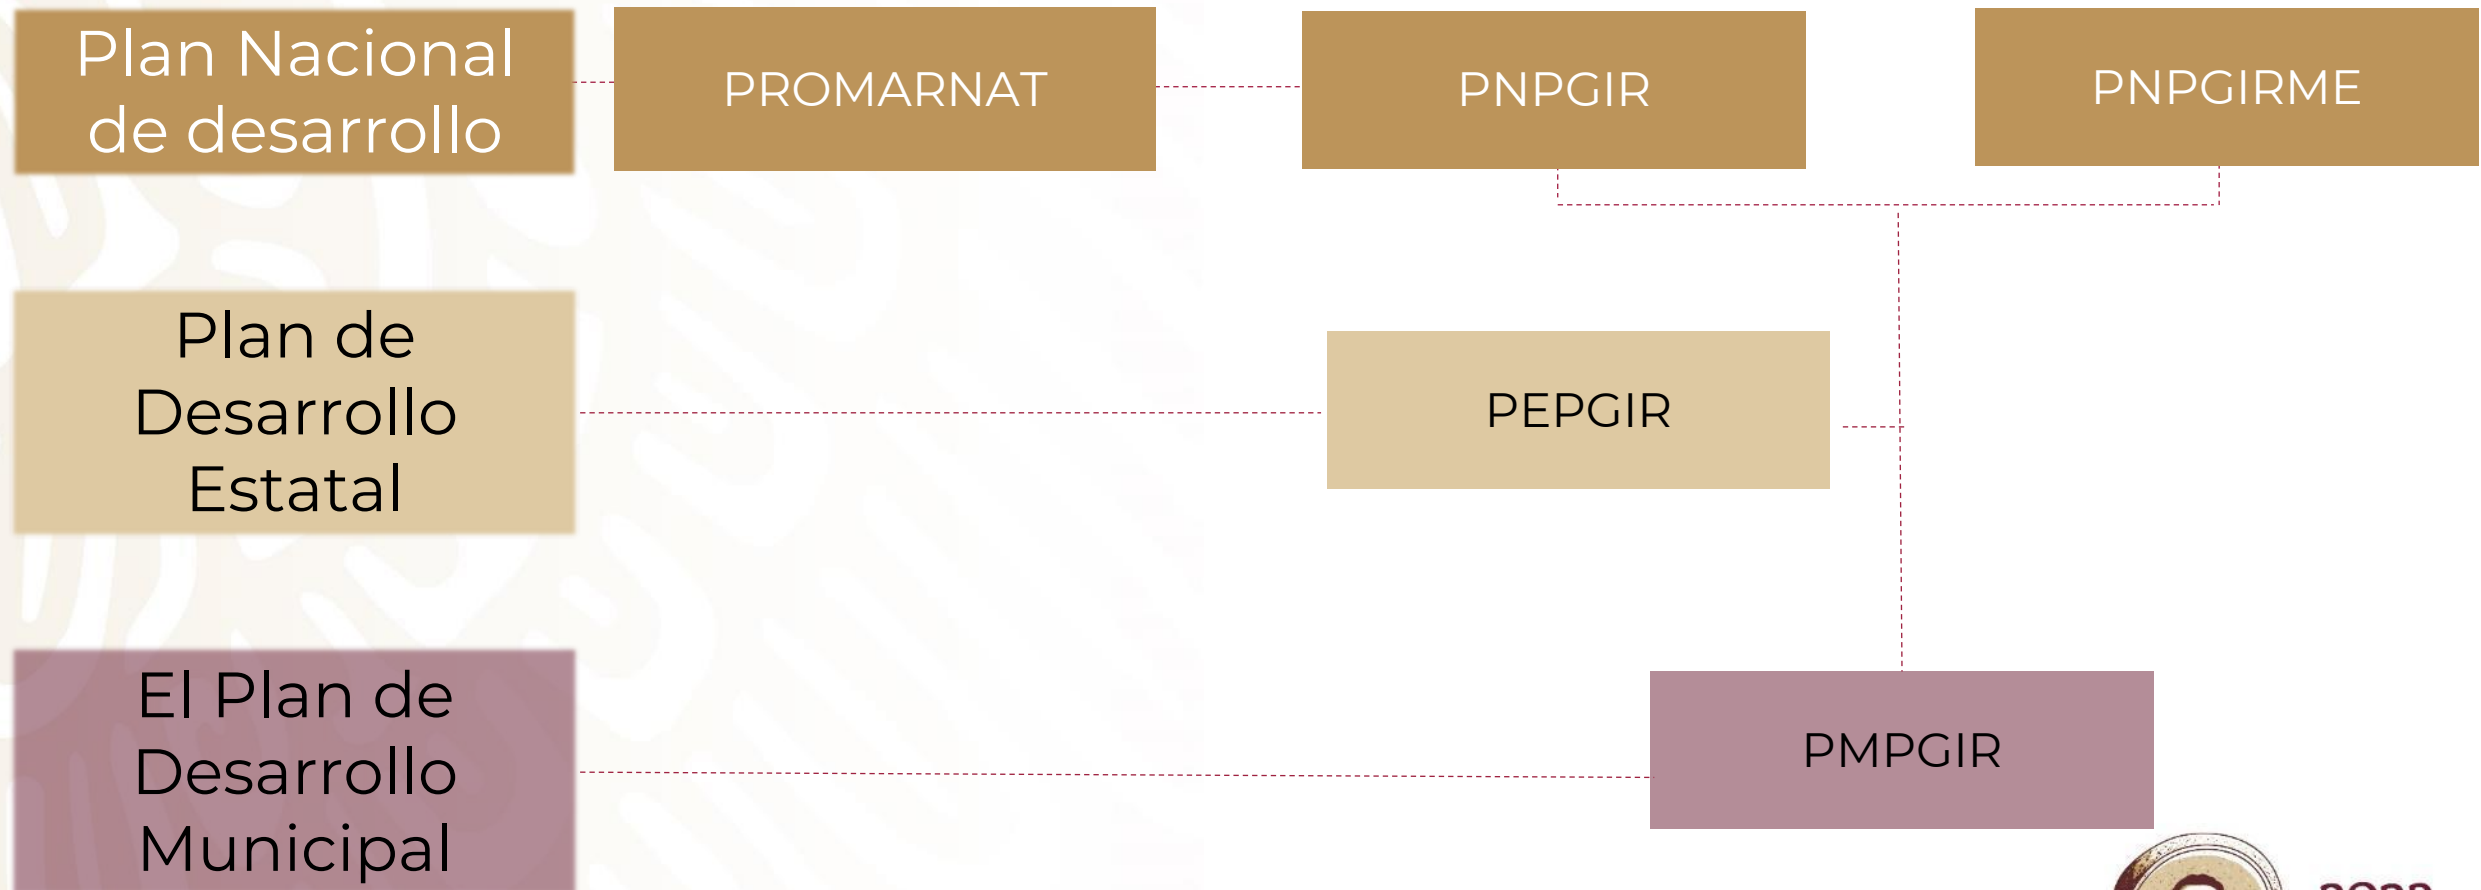 Plan Nacional
de desarrollo
PROMARNAT
PNPGIR
PNPGIRME
Plan de
Desarrollo
Estatal
PEPGIR
El Plan de
Desarrollo
Municipal
PMPGIR